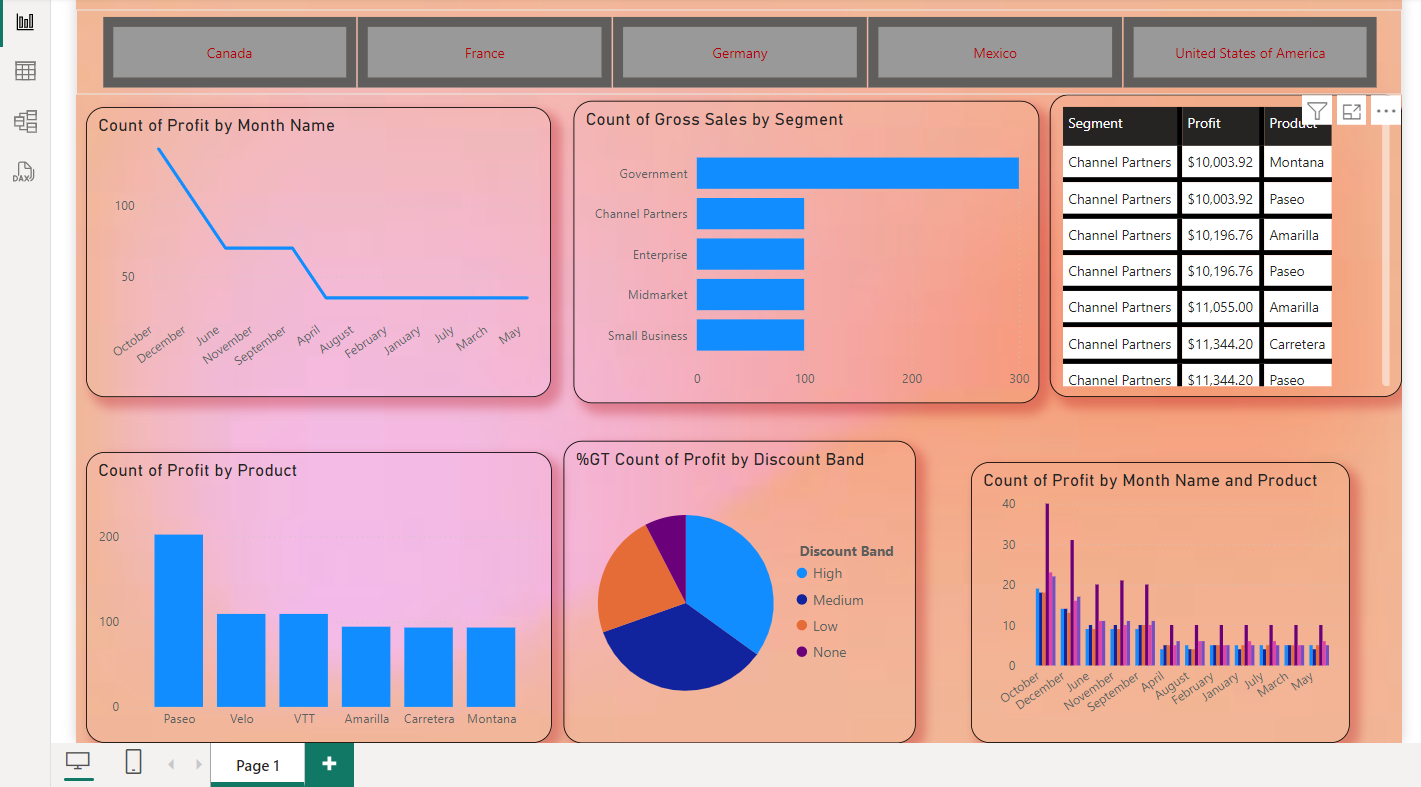 Canada
France
Germany
Mexico
United States of America
Count of Profit by Month Name
100
50
October
December
June
November
September
April
August
February
January
July
March
May
Count of Gross Sales by Segment
Government
Channel Partners
Enterprise
Midmarket
Small Business
0 100 200 300
Segment Profit Product
Channel Partners $10,003.92 Montana
Channel Partners $10,003.92 Paseo
Channel Partners $10,196.76 Amarilla
Channel Partners $10,196.76 Paseo
Channel Partners $11,055.00 Amarilla
Channel Partners $11,344.20 Carretera
Channel Partners $11,344.20 Paseo
DAX
Count of Profit by Product
200
100
0
Paseo Velo VTT Amarilla Carretera Montana
%GT Count of Profit by Discount Band
Discount Band
High
Medium
Low
None
Count of Profit by Month Name and Product
40
30
20
10
0
October
December
June
November
September
April
August
February
January
July
March
May
Page 1